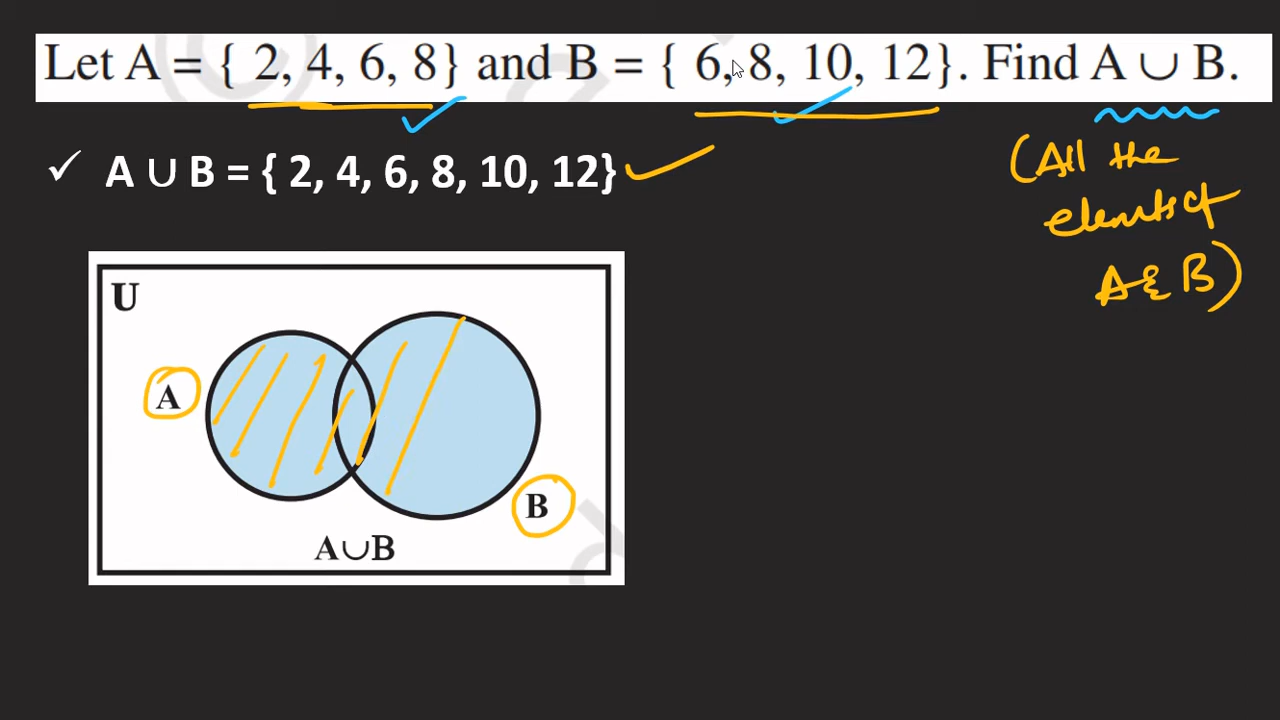 Let A = { 2, 4, 6, 8} and B = { 6, 8, 10, 12}. Find A ∪ B.
✓ A ∪ B = { 2, 4, 6, 8, 10, 12}
(All the
elements of
A & B)
U
A
B
A∪B